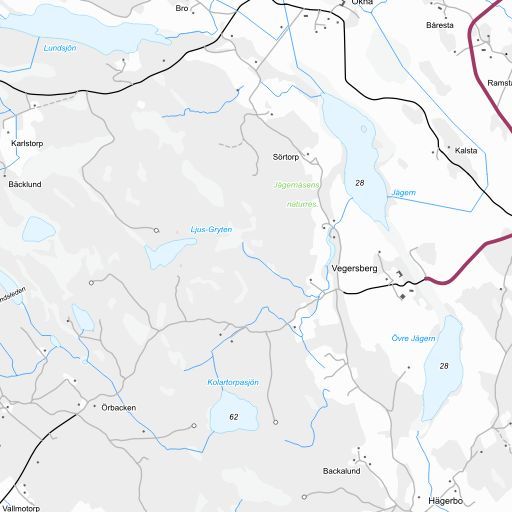 Okna
Bro
Båresta
Lundsjön
Ramsta
Karlstorp
Kalsta
Sörtorp
Bäcklund
28
Jägernäsens
naturres.
Jägern
Ljus-Gryten
Vegersberg
Övre Jägern
28
Kolartorpasjön
Örbacken
62
Backalund
Hägerbo
Vallmotorp